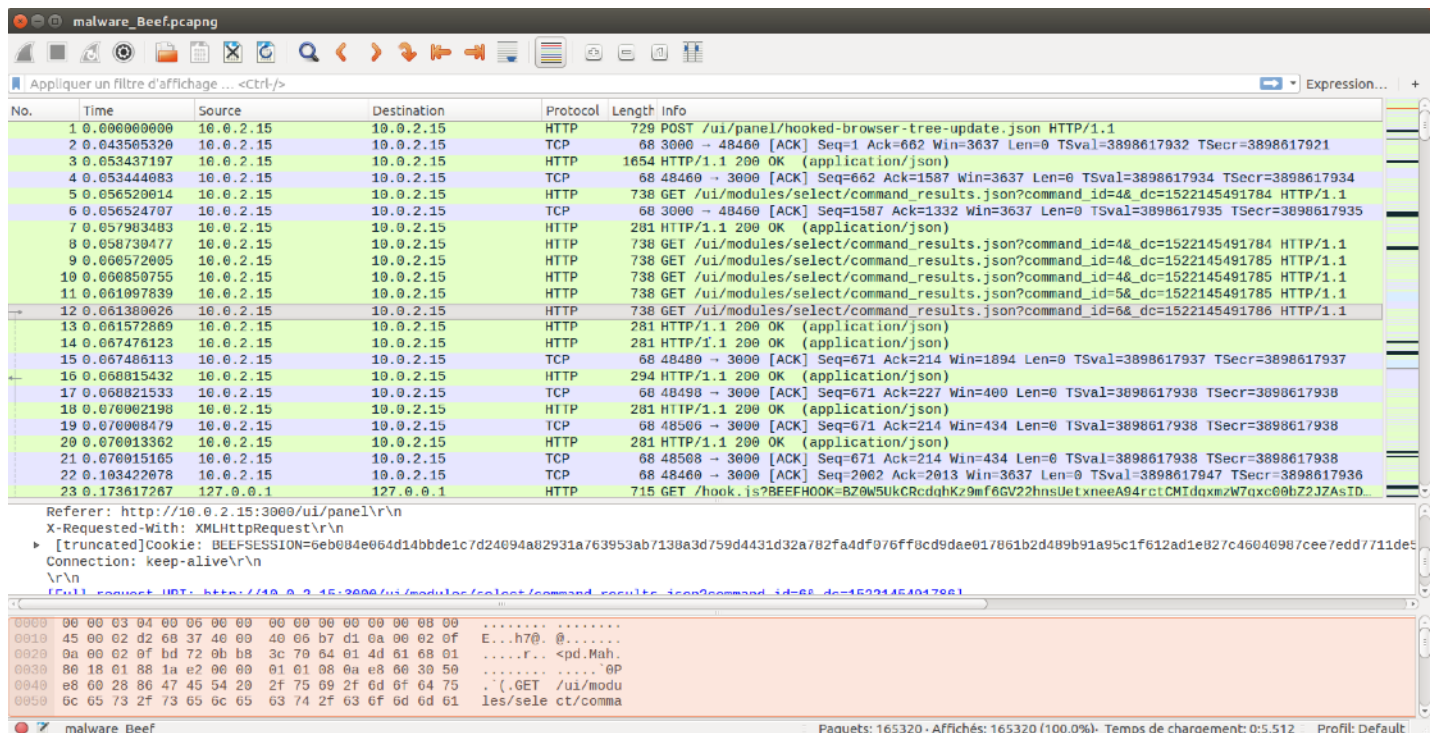 malware_Beef.pcapng
Appliquer un filtre d'affichage … <Ctrl-/>
Expression… +
No. Time Source Destination Protocol Length Info
1 0.000000000 10.0.2.15 10.0.2.15 HTTP 729 POST /ui/panel/hooked-browser-tree-update.json HTTP/1.1
2 0.043505320 10.0.2.15 10.0.2.15 TCP 68 3000 → 48460 [ACK] Seq=1 Ack=662 Win=3637 Len=0 TSval=3898617932 TSecr=3898617921
3 0.053437197 10.0.2.15 10.0.2.15 HTTP 1654 HTTP/1.1 200 OK (application/json)
4 0.053444083 10.0.2.15 10.0.2.15 TCP 68 48460 → 3000 [ACK] Seq=662 Ack=1587 Win=3637 Len=0 TSval=3898617934 TSecr=3898617934
5 0.056520014 10.0.2.15 10.0.2.15 HTTP 738 GET /ui/modules/select/command_results.json?command_id=4&_dc=1522145491784 HTTP/1.1
6 0.056524707 10.0.2.15 10.0.2.15 TCP 68 3000 → 48460 [ACK] Seq=1587 Ack=1332 Win=3637 Len=0 TSval=3898617935 TSecr=3898617935
7 0.057983483 10.0.2.15 10.0.2.15 HTTP 281 HTTP/1.1 200 OK (application/json)
8 0.058730477 10.0.2.15 10.0.2.15 HTTP 738 GET /ui/modules/select/command_results.json?command_id=4&_dc=1522145491784 HTTP/1.1
9 0.060572005 10.0.2.15 10.0.2.15 HTTP 738 GET /ui/modules/select/command_results.json?command_id=4&_dc=1522145491785 HTTP/1.1
10 0.060850755 10.0.2.15 10.0.2.15 HTTP 738 GET /ui/modules/select/command_results.json?command_id=4&_dc=1522145491785 HTTP/1.1
11 0.061097839 10.0.2.15 10.0.2.15 HTTP 738 GET /ui/modules/select/command_results.json?command_id=5&_dc=1522145491785 HTTP/1.1
12 0.061380026 10.0.2.15 10.0.2.15 HTTP 738 GET /ui/modules/select/command_results.json?command_id=6&_dc=1522145491786 HTTP/1.1
13 0.061572869 10.0.2.15 10.0.2.15 HTTP 281 HTTP/1.1 200 OK (application/json)
14 0.067476123 10.0.2.15 10.0.2.15 HTTP 281 HTTP/1.1 200 OK (application/json)
15 0.067486113 10.0.2.15 10.0.2.15 TCP 68 48480 → 3000 [ACK] Seq=671 Ack=214 Win=1894 Len=0 TSval=3898617937 TSecr=3898617937
16 0.068815432 10.0.2.15 10.0.2.15 HTTP 294 HTTP/1.1 200 OK (application/json)
17 0.068821533 10.0.2.15 10.0.2.15 TCP 68 48498 → 3000 [ACK] Seq=671 Ack=227 Win=400 Len=0 TSval=3898617938 TSecr=3898617938
18 0.070002198 10.0.2.15 10.0.2.15 HTTP 281 HTTP/1.1 200 OK (application/json)
19 0.070008479 10.0.2.15 10.0.2.15 TCP 68 48506 → 3000 [ACK] Seq=671 Ack=214 Win=434 Len=0 TSval=3898617938 TSecr=3898617938
20 0.070013362 10.0.2.15 10.0.2.15 HTTP 281 HTTP/1.1 200 OK (application/json)
21 0.070015165 10.0.2.15 10.0.2.15 TCP 68 48508 → 3000 [ACK] Seq=671 Ack=214 Win=434 Len=0 TSval=3898617938 TSecr=3898617938
22 0.103422078 10.0.2.15 10.0.2.15 TCP 68 48460 → 3000 [ACK] Seq=2002 Ack=2013 Win=3637 Len=0 TSval=3898617947 TSecr=3898617936
23 0.173617267 127.0.0.1 127.0.0.1 HTTP 715 GET /hook.js?BEEFHOOK=BZ0W5UkCRcdqhKz9mf6GV22hnsUetxneeA94rctCMIdqxmzW7qxc00bZ2JZAsID…
Referer: http://10.0.2.15:3000/ui/panel\r\n
X-Requested-With: XMLHttpRequest\r\n
[truncated]Cookie: BEEFSESSION=6eb084e064d14bbde1c7d24094a82931a763953ab7138a3d759d4431d32a782fa4df076ff8cd9dae017861b2d489b91a95c1f612ad1e827c46040987cee7edd7711de5
Connection: keep-alive\r\n
\r\n
[Full request URI: http://10.0.2.15:3000/ui/modules/select/command_results.json?command_id=6&_dc=1522145491786]
0000 00 00 03 04 00 06 00 00 00 00 00 00 00 00 08 00 ........ ........
0010 45 00 02 d2 68 37 40 00 40 06 b7 d1 0a 00 02 0f E...h7@. @.......
0020 0a 00 02 0f bd 72 0b b8 3c 70 64 01 4d 61 68 01 .....r.. <pd.Mah.
0030 80 18 01 88 1a e2 00 00 01 01 08 0a e8 60 30 50 ........ .....`0P
0040 e8 60 28 86 47 45 54 20 2f 75 69 2f 6d 6f 64 75 .`(.GET /ui/modu
0050 6c 65 73 2f 73 65 6c 65 63 74 2f 63 6f 6d 6d 61 les/sele ct/comma
malware_Beef Paquets: 165320 · Affichés: 165320 (100.0%)· Temps de chargement: 0:5.512 Profil: Default